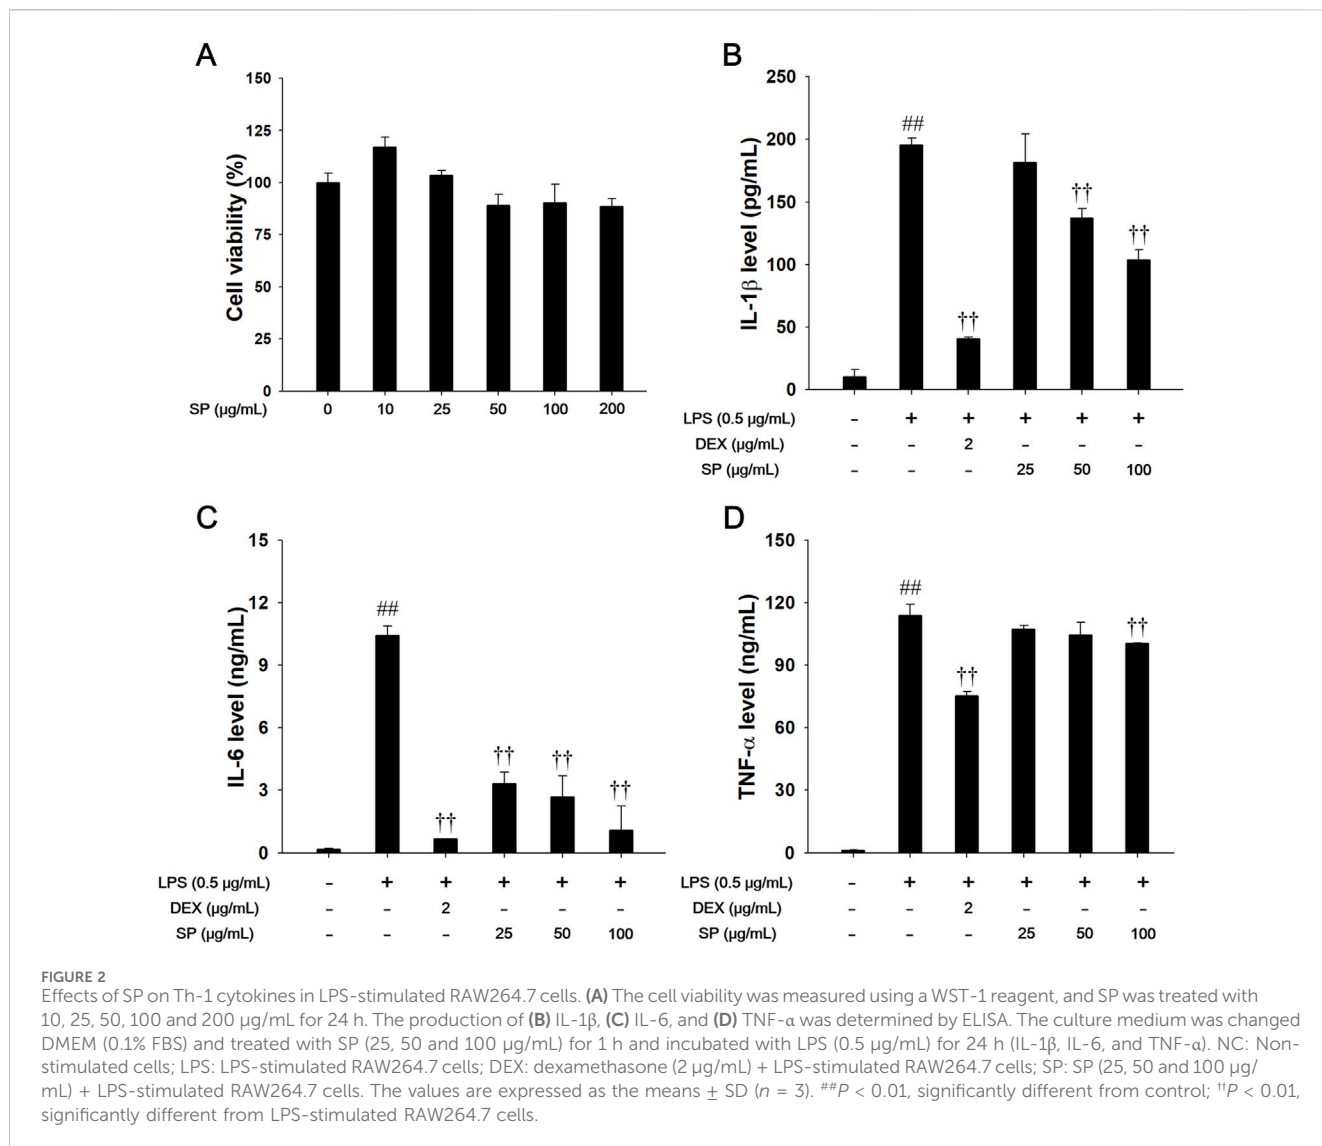 A
150
125
100
75
50
25
0
Cell viability (%)
SP (µg/mL) 0 10 25 50 100 200
B
250
200
150
100
50
0
IL-1β level (pg/mL)
##
††
††
††
LPS (0.5 µg/mL) – + + + + +
DEX (µg/mL) – – 2 – – –
SP (µg/mL) – – – 25 50 100
C
15
12
9
6
3
0
IL-6 level (ng/mL)
##
††
††
††
††
LPS (0.5 µg/mL) – + + + + +
DEX (µg/mL) – – 2 – – –
SP (µg/mL) – – – 25 50 100
D
150
120
90
60
30
0
TNF-α level (ng/mL)
##
††
††
LPS (0.5 µg/mL) – + + + + +
DEX (µg/mL) – – 2 – – –
SP (µg/mL) – – – 25 50 100
FIGURE 2
Effects of SP on Th-1 cytokines in LPS-stimulated RAW264.7 cells. (A) The cell viability was measured using a WST-1 reagent, and SP was treated with
10, 25, 50, 100 and 200 µg/mL for 24 h. The production of (B) IL-1β, (C) IL-6, and (D) TNF-α was determined by ELISA. The culture medium was changed
DMEM (0.1% FBS) and treated with SP (25, 50 and 100 µg/mL) for 1 h and incubated with LPS (0.5 µg/mL) for 24 h (IL-1β, IL-6, and TNF-α). NC: Non-
stimulated cells; LPS: LPS-stimulated RAW264.7 cells; DEX: dexamethasone (2 µg/mL) + LPS-stimulated RAW264.7 cells; SP: SP (25, 50 and 100 µg/
mL) + LPS-stimulated RAW264.7 cells. The values are expressed as the means ± SD (n = 3). ##P < 0.01, significantly different from control; ††P < 0.01,
significantly different from LPS-stimulated RAW264.7 cells.